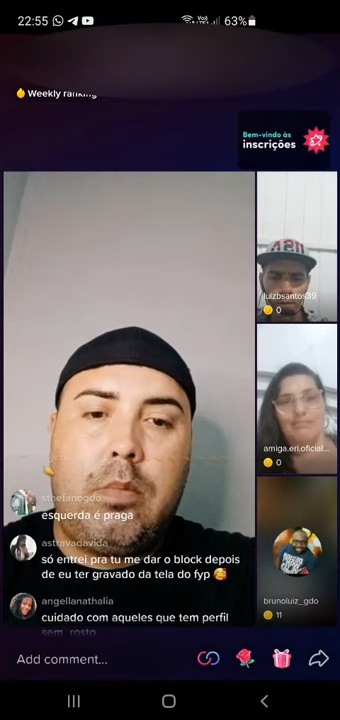 22:55
63%
Weekly ranking
Bem-vindo às
inscrições
luizbsantos39
0
amiga.eri.oficial...
0
brunoluiz_gdo
11
sthefanogdo
esquerda é praga
astravadavida
só entrei pra tu me dar o block depois
de eu ter gravado da tela do fyp 🥰
angellanathalia
cuidado com aqueles que tem perfil
sem rosto
Add comment...